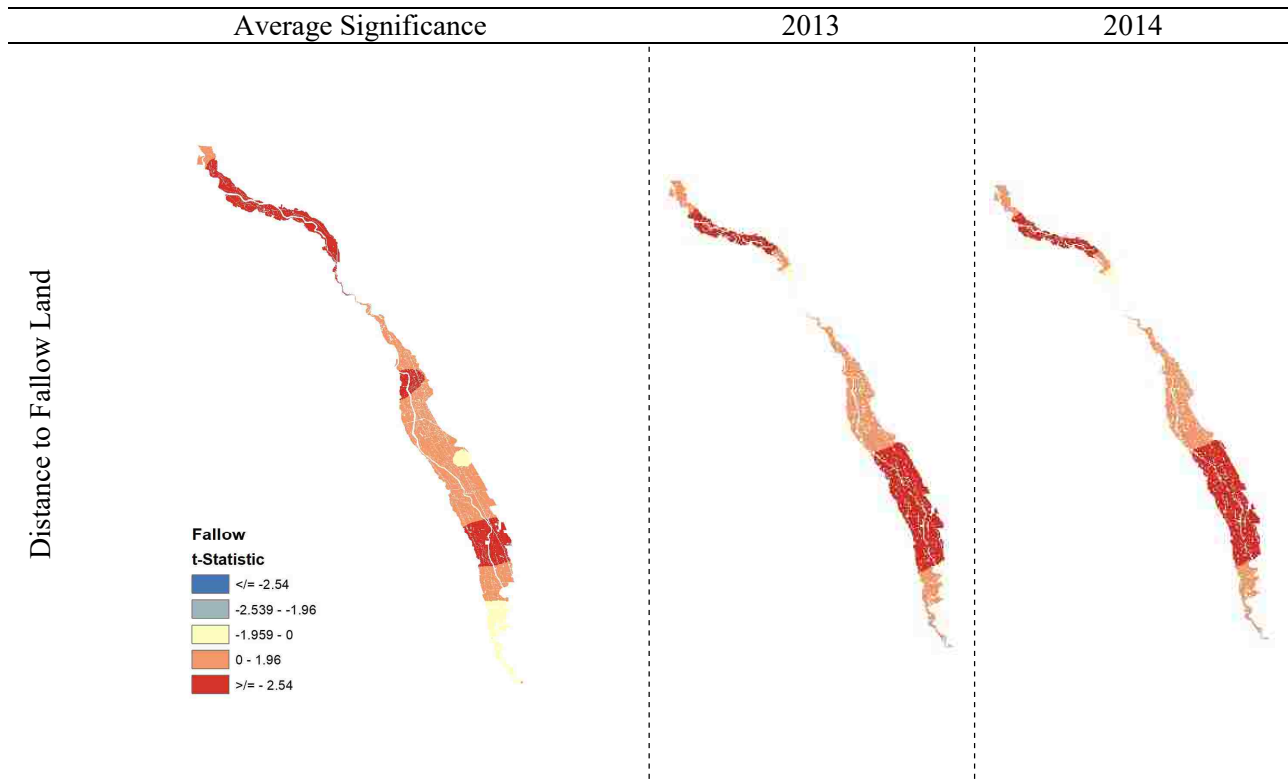 Average Significance
2013
2014
Distance to Fallow Land
Fallow
t-Statistic
</= -2.54
-2.539 - -1.96
-1.959 - 0
0 - 1.96
>/= - 2.54